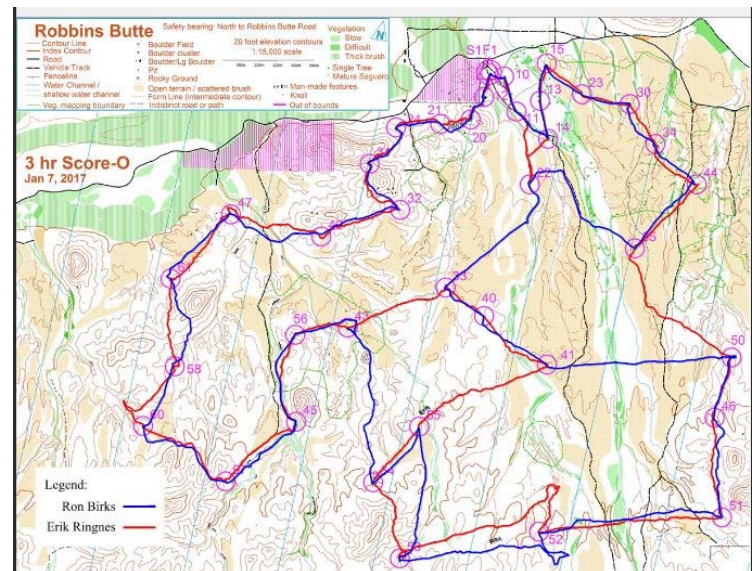 Robbins Butte
Safety bearing: North to Robbins Butte Road
20 foot elevation contours
1:15,000 scale
Contour Line
Index Contour
Road
Vehicle Track
Fenceline
Water Channel /
shallow water channel
Veg. mapping boundary
Boulder Field
Boulder cluster
Boulder/Lg Boulder
Pit
Rocky Ground
Open terrain / scattered brush
Form Line (intermediate contour)
Indistinct road or path
Vegetation
Slow
Difficult
Thick brush
Single Tree
Mature Saguaro
Man-made features
Knoll
Out of bounds
N
3 hr Score-O
Jan 7, 2017
S1F1
10
15
13
23
30
14
34
44
21
20
32
47
56
43
40
41
50
58
45
46
60
51
52
Legend:
Ron Birks
Erik Ringnes